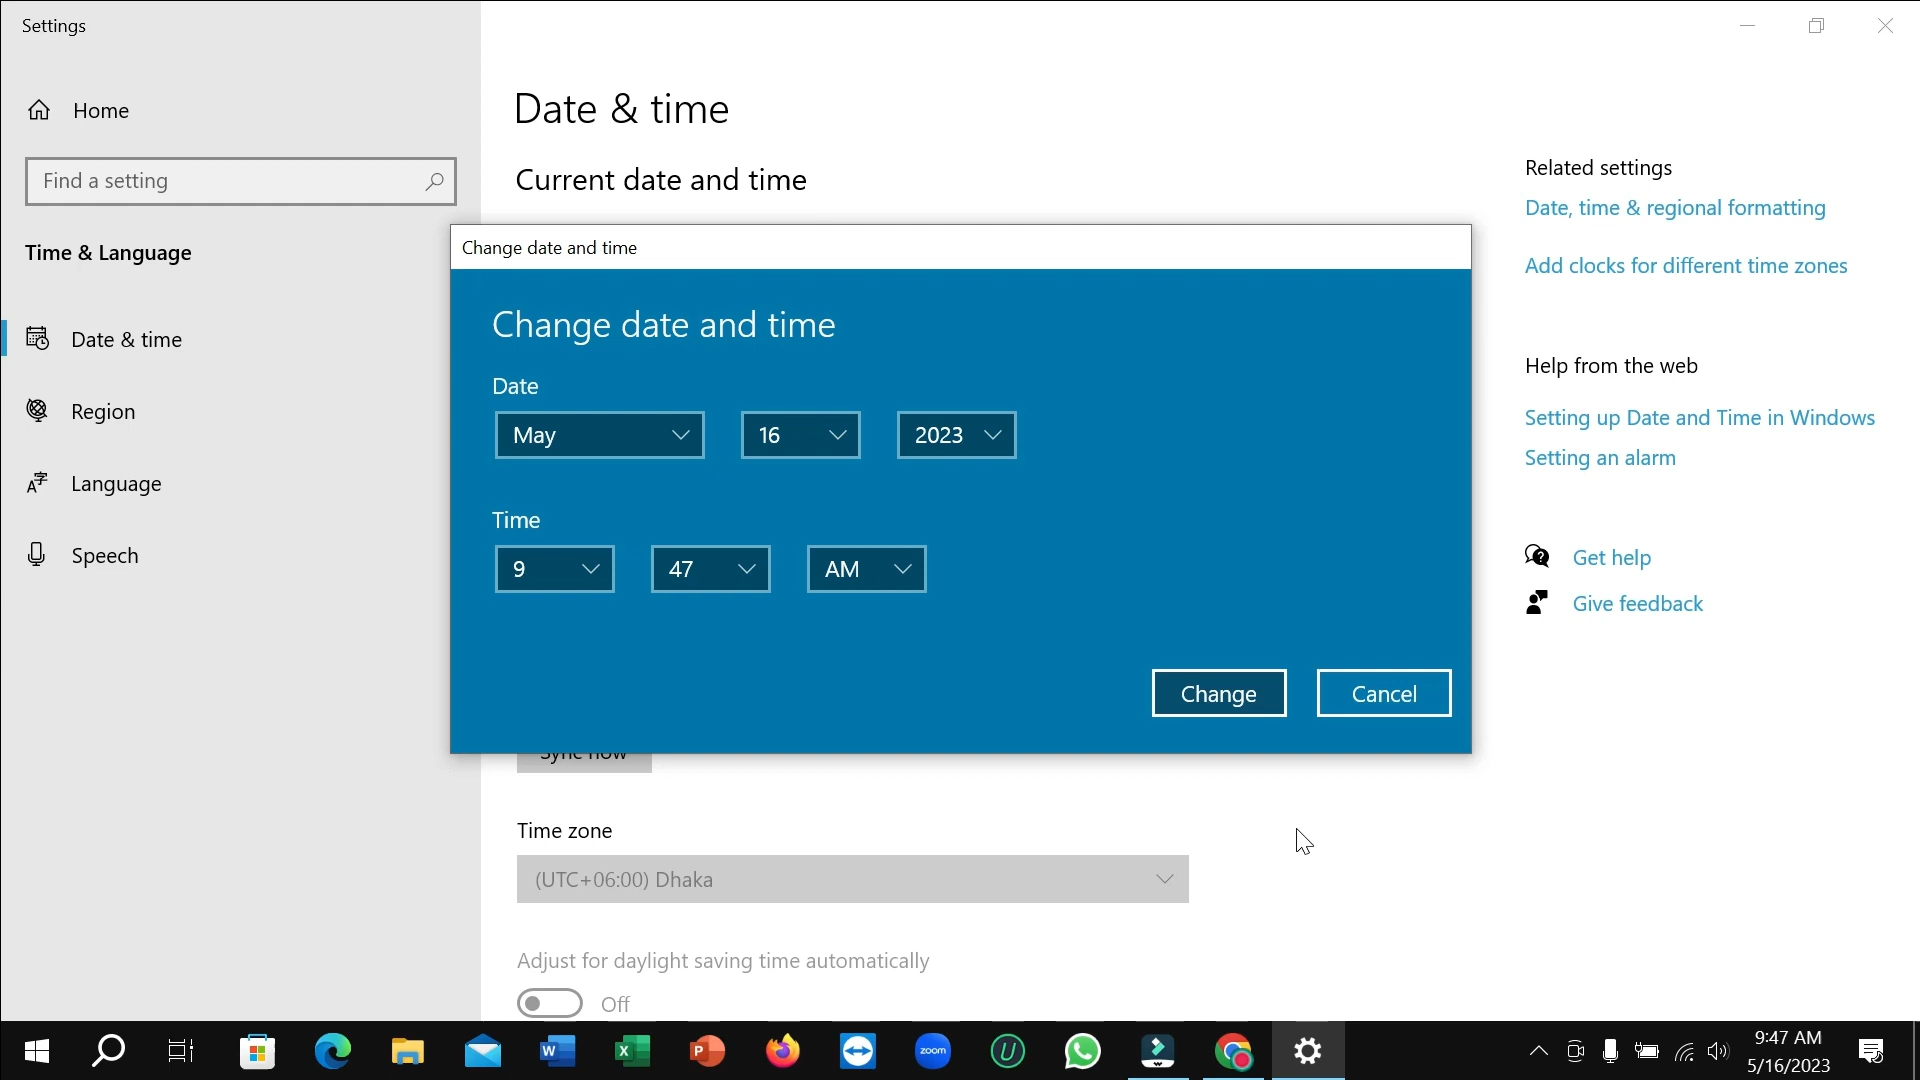 Settings
Home
Find a setting
Time & Language
Date & time
Region
Language
Speech
Date & time
Current date and time
Change date and time
Change date and time
Date
May
16
2023
Time
9
47
AM
Change
Cancel
Sync now
Time zone
(UTC+06:00) Dhaka
Adjust for daylight saving time automatically
Off
Related settings
Date, time & regional formatting
Add clocks for different time zones
Help from the web
Setting up Date and Time in Windows
Setting an alarm
Get help
Give feedback
W
X
P
zoom
U
9:47 AM
5/16/2023